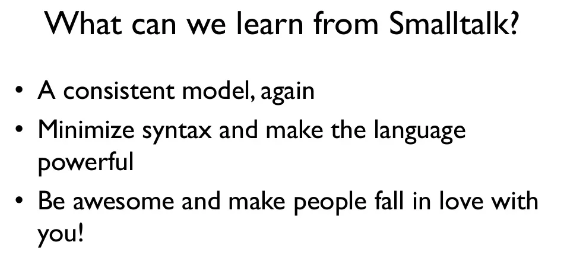 What can we learn from Smalltalk?
• A consistent model, again
• Minimize syntax and make the language
powerful
• Be awesome and make people fall in love with
you!